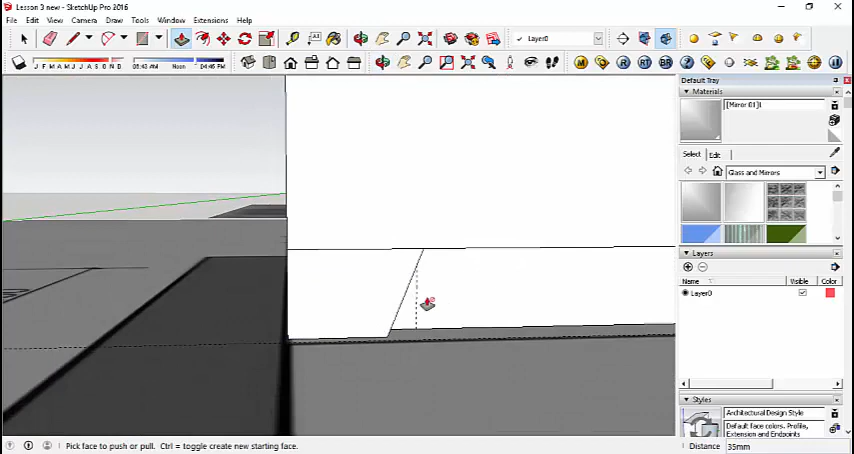 Lesson 3 new - SketchUp Pro 2016
File Edit View Camera Draw Tools Window Extensions Help
Layer0
J F M A M J J A S O N D
06:43 AM Noon 04:46 PM
M R RT BR
Default Tray
Materials
[Mirror 01]1
Select Edit
Glass and Mirrors
Layers
Name Visible Color
Layer0
Styles
Architectural Design Style
Default face colors. Profile,
Extension and Endpoints
Pick face to push or pull. Ctrl = toggle create new starting face.
Distance 35mm